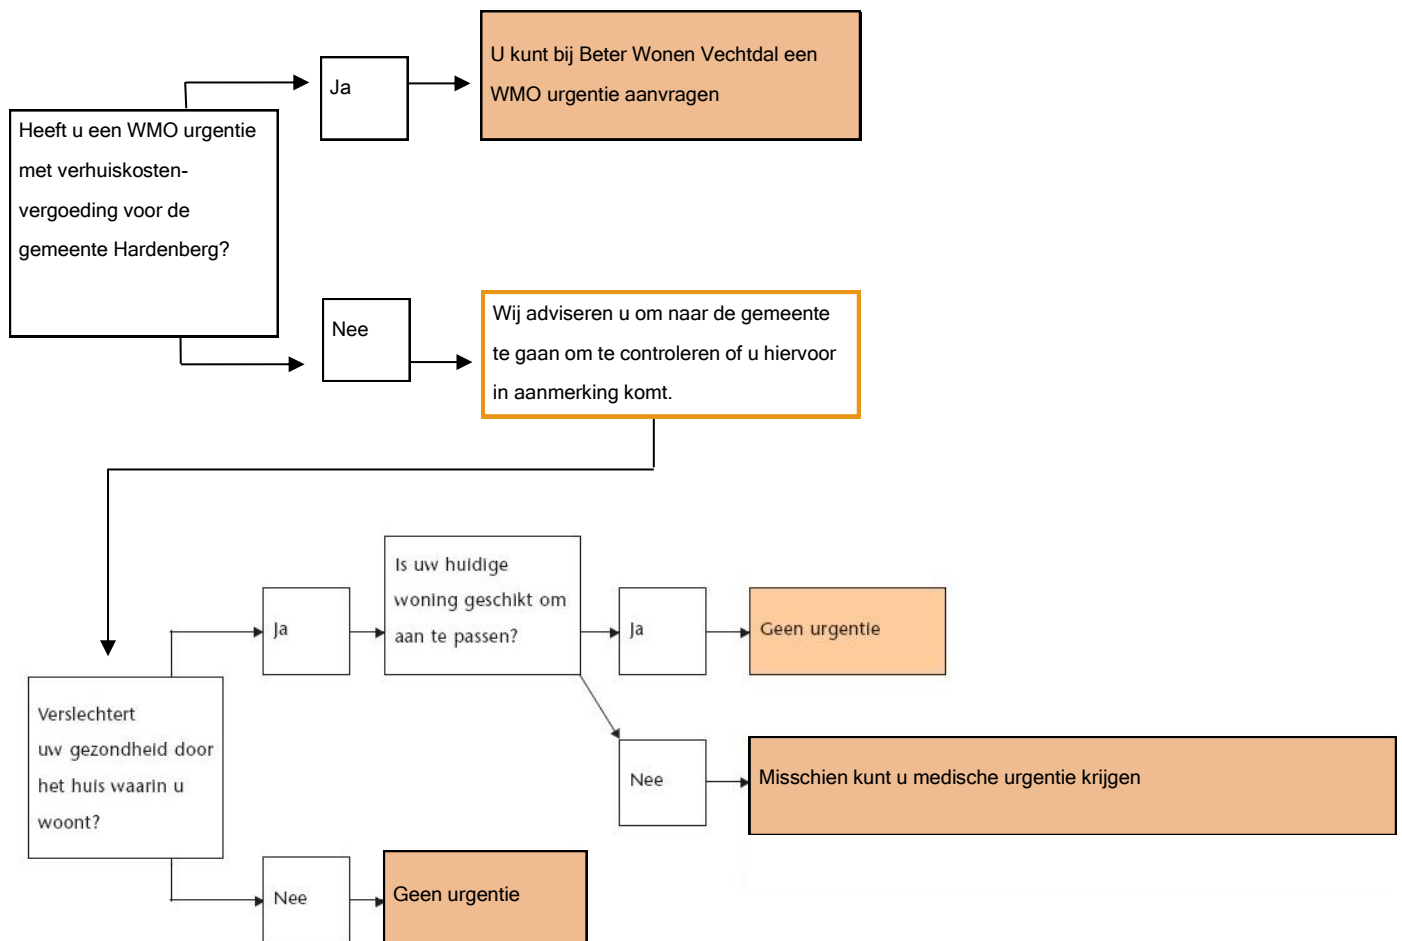 U kunt bij Beter Wonen Vechtdal een
WMO urgentie aanvragen
Ja
Heeft u een WMO urgentie
met verhuiskosten-
vergoeding voor de
gemeente Hardenberg?
Nee
Wij adviseren u om naar de gemeente
te gaan om te controleren of u hiervoor
in aanmerking komt.
Is uw huidige
woning geschikt om
aan te passen?
Ja
Ja
Geen urgentie
Verslechtert
uw gezondheid door
het huis waarin u
woont?
Nee
Misschien kunt u medische urgentie krijgen
Nee
Geen urgentie